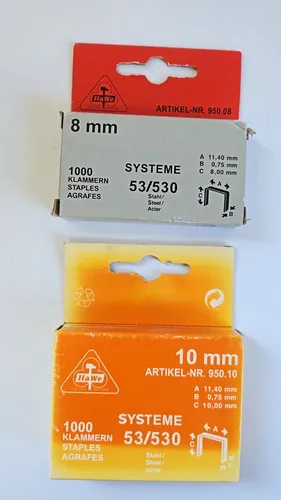 HaWe
ARTIKEL-NR. 950.08
8 mm
1000
KLAMMERN
STAPLES
AGRAFES
SYSTEME
53/530
Stahl/
Steel/
Acier
A 11,40 mm
B 0,75 mm
C 8,00 mm
A
C
B
HaWe
10 mm
ARTIKEL-NR. 950.10
A 11,40 mm
B 0,75 mm
C 10,00 mm
1000
KLAMMERN
STAPLES
AGRAFES
SYSTEME
53/530
Stahl/
Steel/
Acier
A
C
B